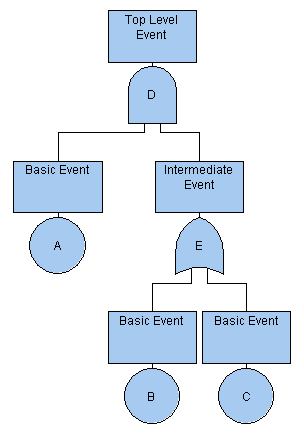 Top Level
Event
D
Basic Event
Intermediate
Event
A
E
Basic Event
Basic Event
B
C